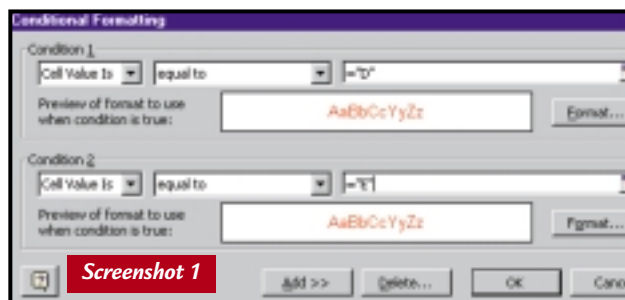 Conditional Formatting
Condition 1
Cell Value Is equal to ="D"
Preview of format to use
when condition is true:
AaBbCcYyZz
Format...
Condition 2
Cell Value Is equal to ="E"
Preview of format to use
when condition is true:
AaBbCcYyZz
Format...
? Screenshot 1 Add >> Delete... OK Canc